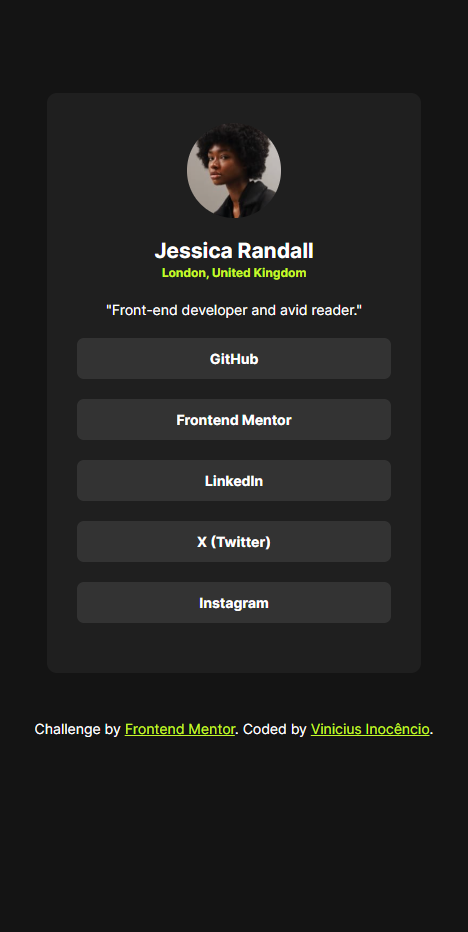 Jessica Randall
London, United Kingdom
"Front-end developer and avid reader."
GitHub
Frontend Mentor
LinkedIn
X (Twitter)
Instagram
Challenge by Frontend Mentor. Coded by Vinicius Inocêncio.